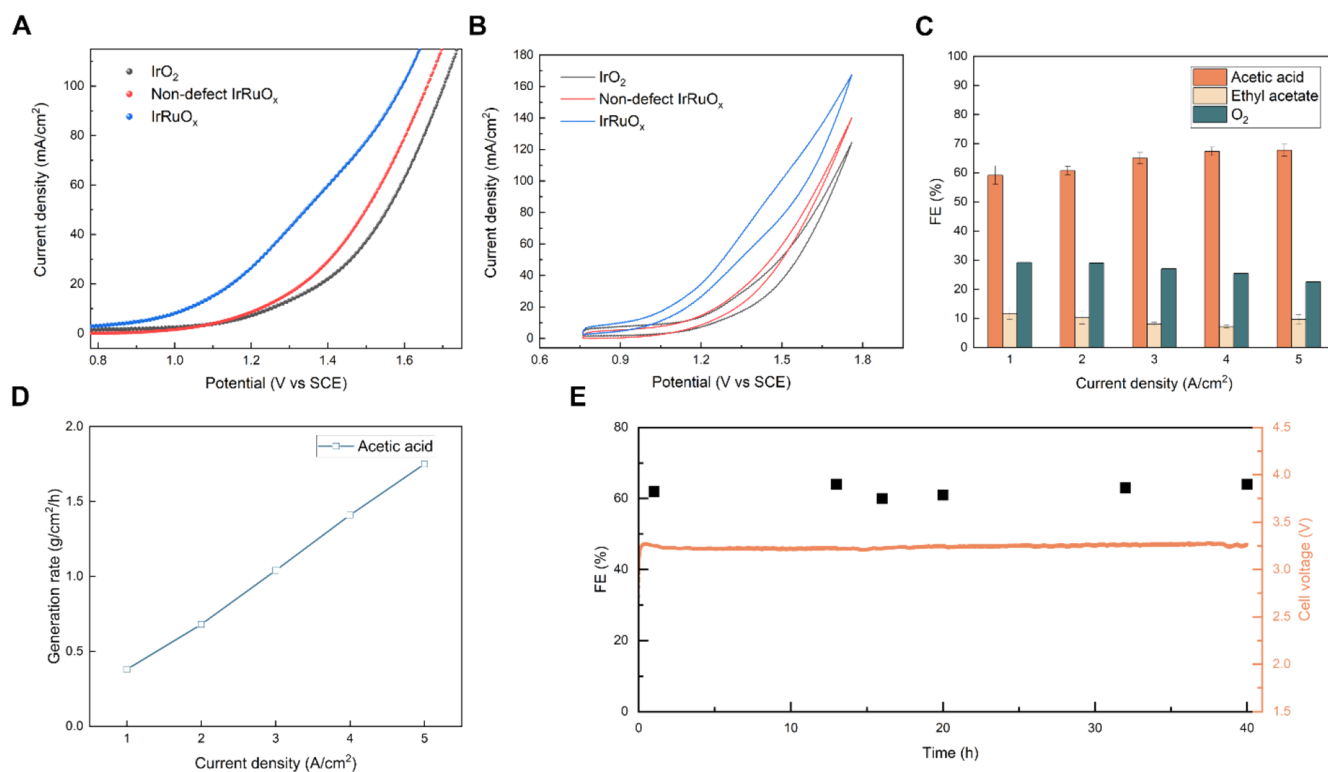 A
Current density (mA/cm²)
100
80
60
40
20
0
IrO₂
Non-defect IrRuOₓ
IrRuOₓ
0.8
1.0
1.2
1.4
1.6
Potential (V vs SCE)
B
Current density (mA/cm²)
180
160
140
120
100
80
60
40
20
0
IrO₂
Non-defect IrRuOₓ
IrRuOₓ
0.6
0.9
1.2
1.5
1.8
Potential (V vs SCE)
C
FE (%)
100
90
80
70
60
50
40
30
20
10
0
Acetic acid
Ethyl acetate
O₂
1
2
3
4
5
Current density (A/cm²)
D
Generation rate (g/cm²/h)
2.0
1.5
1.0
0.5
0.0
Acetic acid
1
2
3
4
5
Current density (A/cm²)
E
FE (%)
80
60
40
20
0
0
10
20
30
40
Time (h)
4.5
4.0
3.5
3.0
2.5
2.0
1.5
Cell voltage (V)